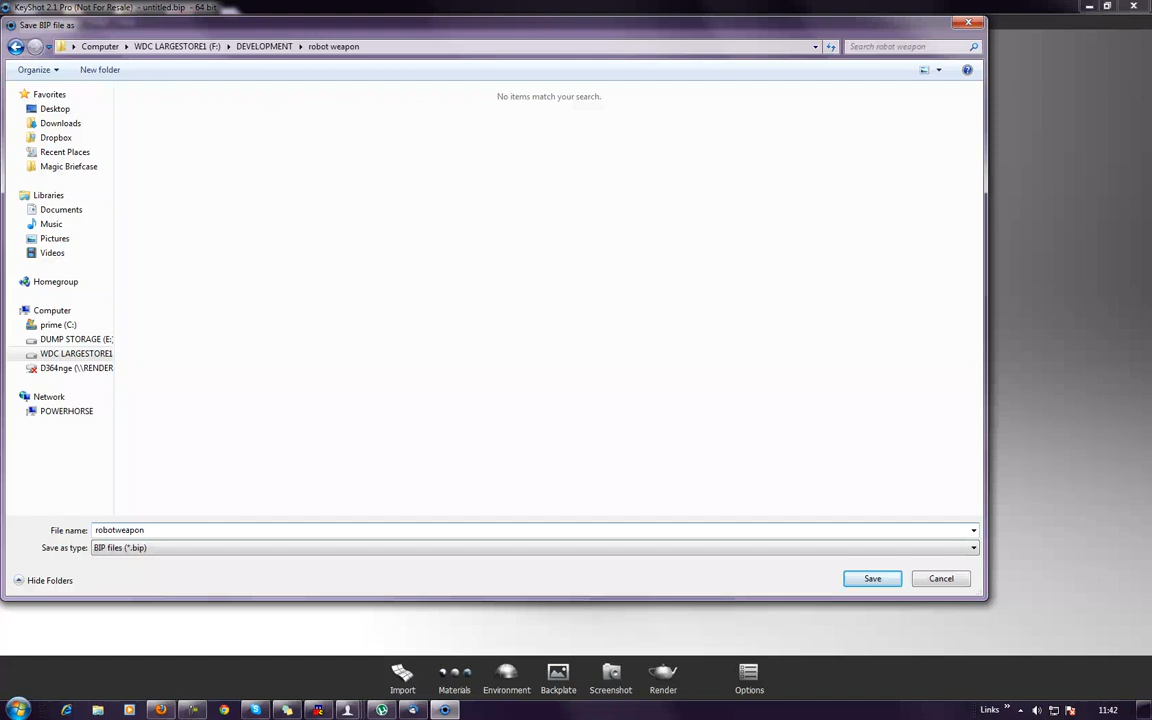 KeyShot 2.1 Pro (Not For Resale) - untitled.bip - 64 bit
Save BIP file as
Computer WDC LARGESTORE1 (F:) DEVELOPMENT robot weapon Search robot weapon
Organize New folder
No items match your search.
Favorites
Desktop
Downloads
Dropbox
Recent Places
Magic Briefcase
Libraries
Documents
Music
Pictures
Videos
Homegroup
Computer
prime (C:)
DUMP STORAGE (E:)
WDC LARGESTORE1
D364nge (\\RENDER
Network
POWERHORSE
File name: robotweapon
Save as type: BIP files (*.bip)
Hide Folders Save Cancel
Import Materials Environment Backplate Screenshot Render Options
Links » 11:42